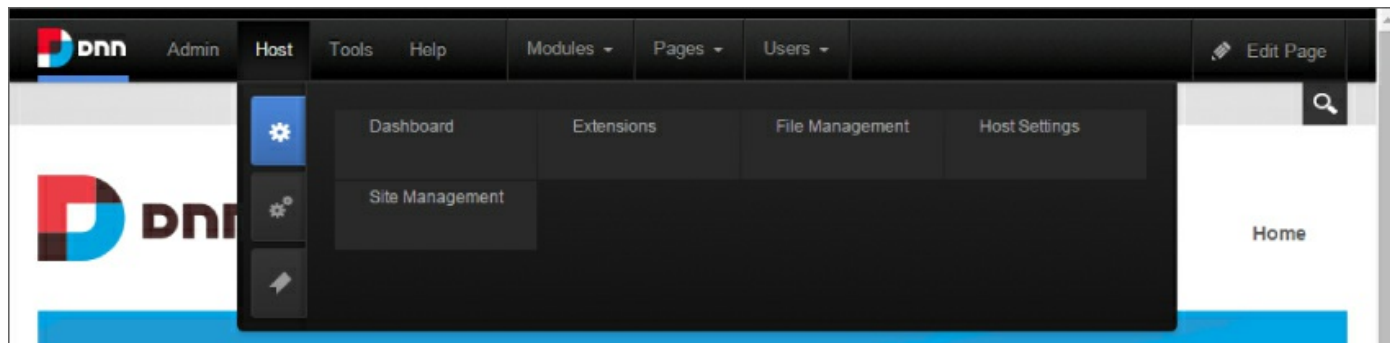 DNN Admin Host Tools Help Modules Pages Users Edit Page
Dashboard Extensions File Management Host Settings
Site Management
DNN Home